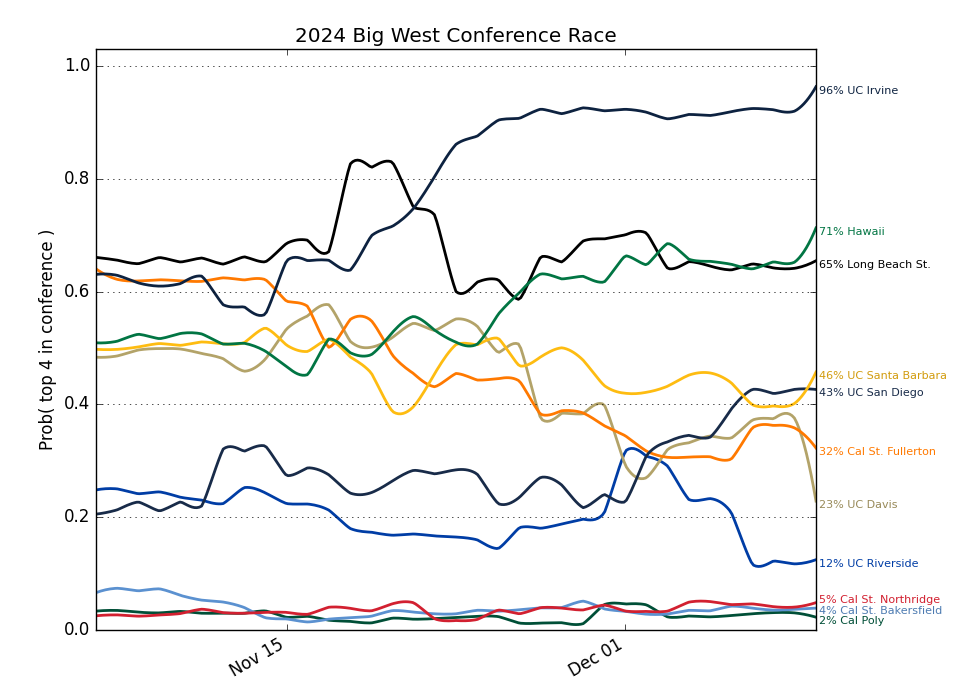 2024 Big West Conference Race
Prob( top 4 in conference )
1.0
0.8
0.6
0.4
0.2
0.0
Nov 15
Dec 01
96% UC Irvine
71% Hawaii
65% Long Beach St.
46% UC Santa Barbara
43% UC San Diego
32% Cal St. Fullerton
23% UC Davis
12% UC Riverside
5% Cal St. Northridge
4% Cal St. Bakersfield
2% Cal Poly